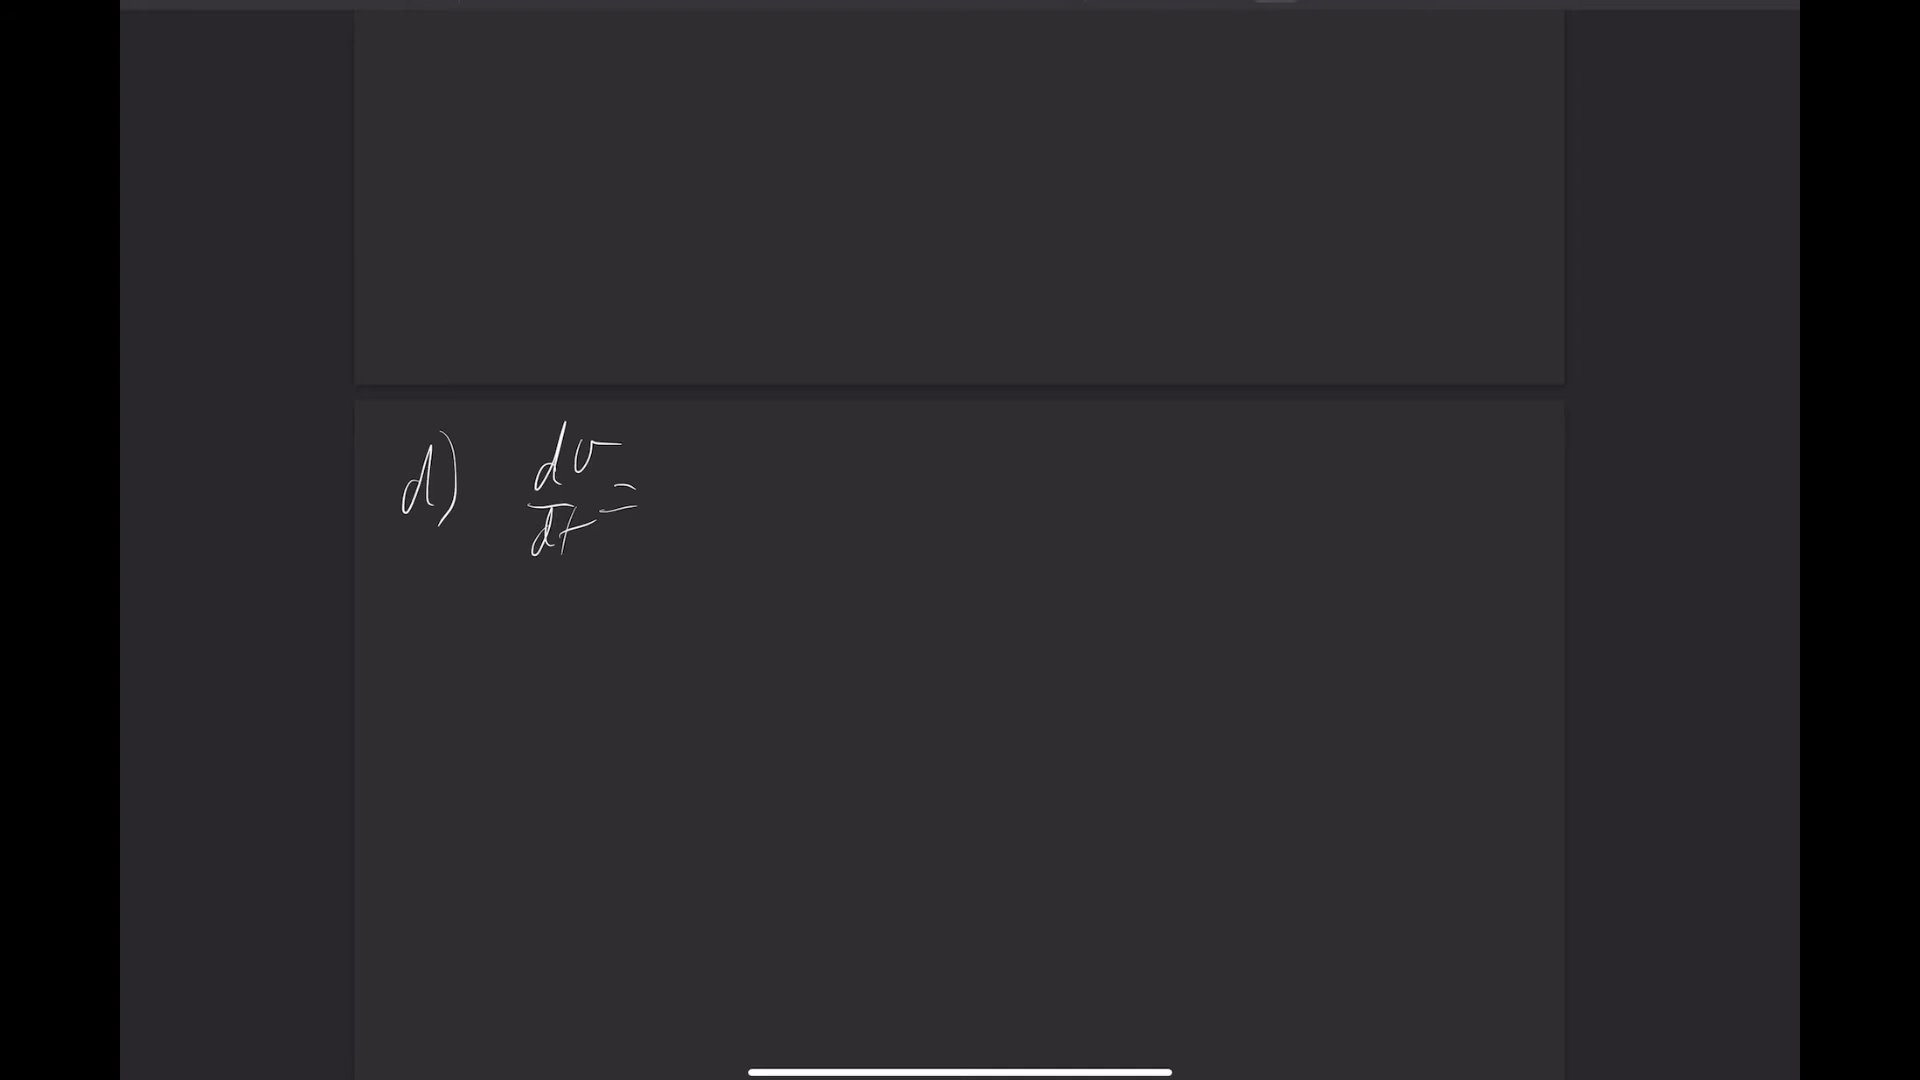 d) dv/dt =